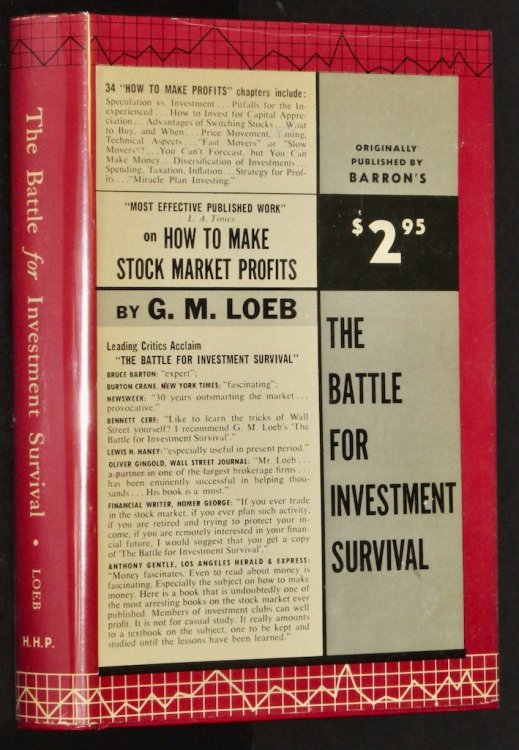 The Battle for Investment Survival • LOEB
H.H.P.
34 "HOW TO MAKE PROFITS" chapters include:
Speculation vs. Investment . . . Pitfalls for the In-
experienced . . . How to Invest for Capital Appre-
ciation . . . Advantages of Switching Stocks . . . What
to Buy, and When . . . Price Movement, Timing,
Technical Aspects . . . "Fast Movers" or "Slow
Movers"? . . . You Can't Forecast, but You Can
Make Money . . . Diversification of Investments . . .
Spending, Taxation, Inflation . . . Strategy for Prof-
its . . . "Miracle Plan Investing."
"MOST EFFECTIVE PUBLISHED WORK"
L. A. Times
on HOW TO MAKE
STOCK MARKET PROFITS
BY G. M. LOEB
Leading Critics Acclaim
"THE BATTLE FOR INVESTMENT SURVIVAL"
BRUCE BARTON: "expert";
BURTON CRANE, NEW YORK TIMES: "fascinating";
NEWSWEEK: "30 years outsmarting the market . . .
provocative."
BENNETT CERF: "Like to learn the tricks of Wall
Street yourself? I recommend G. M. Loeb's 'The
Battle for Investment Survival'."
LEWIS H. HANEY: "especially useful in present period."
OLIVER GINGOLD, WALL STREET JOURNAL: "Mr. Loeb . . .
a partner in one of the largest brokerage firms . . .
has been eminently successful in helping thou-
sands . . . His book is a must."
FINANCIAL WRITER, HOMER GEORGE: "If you ever trade
in the stock market, if you ever plan such activity,
if you are retired and trying to protect your in-
come, if you are remotely interested in your finan-
cial future, I would suggest that you get a copy
of 'The Battle for Investment Survival'."
ANTHONY GENTLE, LOS ANGELES HERALD & EXPRESS:
"Money fascinates. Even to read about money is
fascinating. Especially the subject on how to make
money. Here is a book that is undoubtedly one of
the most arresting books on the stock market ever
published. Members of investment clubs can well
profit. It is not for casual study. It really amounts
to a textbook on the subject, one to be kept and
studied until the lessons have been learned."
ORIGINALLY
PUBLISHED BY
BARRON'S
$2.95
THE
BATTLE
FOR
INVESTMENT
SURVIVAL